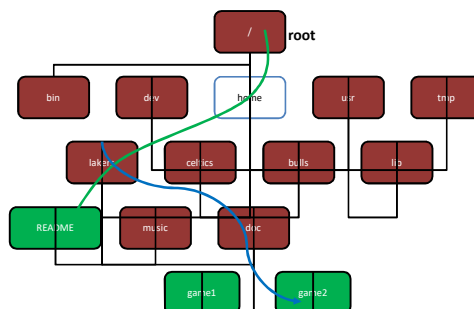 /
root
bin
dev
home
usr
tmp
lakers
celtics
bulls
lib
README
music
doc
game1
game2